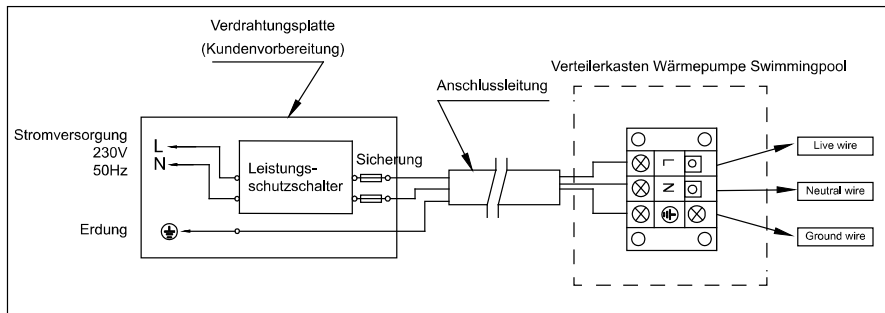 Verdrahtungsplatte
(Kundenvorbereitung)
Verteilerkasten Wärmepumpe Swimmingpool
Anschlussleitung
Stromversorgung
230V
50Hz
L
N
Leistungs-
schutzschalter
Sicherung
Erdung
L
N
Live wire
Neutral wire
Ground wire